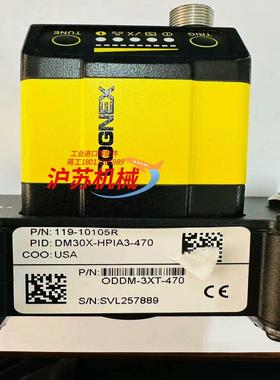 TUNE
TRIG
COGNEX
沪苏机械
P/N: 119-10105R
PID: DM30X-HPIA3-470
COO: USA
P/N:
ODDM-3XT-470
S/N:SVL257889